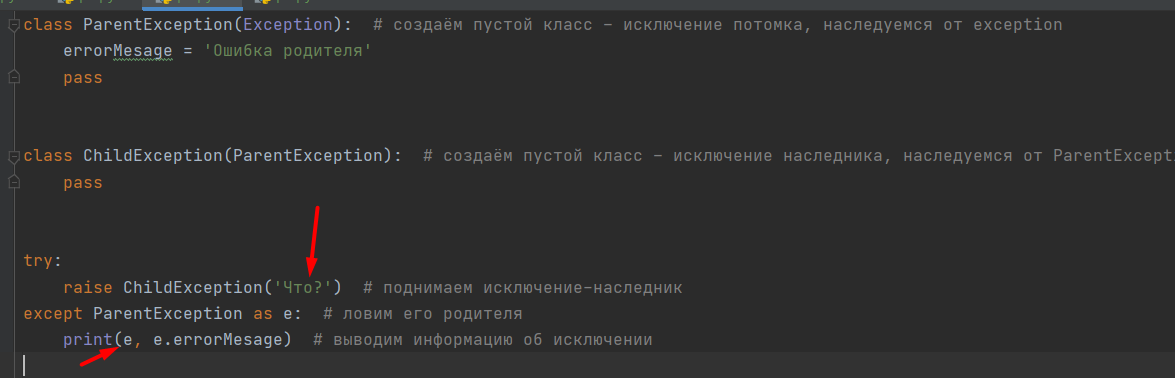 class ParentException(Exception):  # создаём пустой класс – исключение потомка, наследуемся от exception
    errorMesage = 'Ошибка родителя'
    pass
class ChildException(ParentException):  # создаём пустой класс – исключение наследника, наследуемся от ParentExcepti
    pass
try:
    raise ChildException('Что?')  # поднимаем исключение-наследник
except ParentException as e:  # ловим его родителя
    print(e, e.errorMesage)  # выводим информацию об исключении